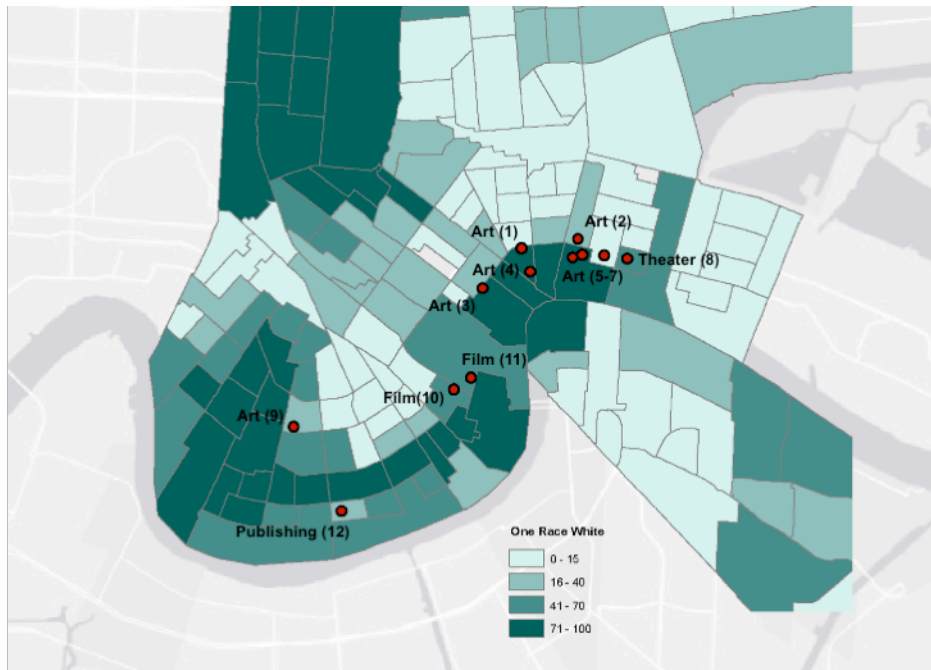 Art (1)
Art (2)
Art (4)
Art (5-7)
Theater (8)
Art (3)
Film (11)
Film(10)
Art (9)
Publishing (12)
One Race White
0 - 15
16 - 40
41 - 70
71 - 100